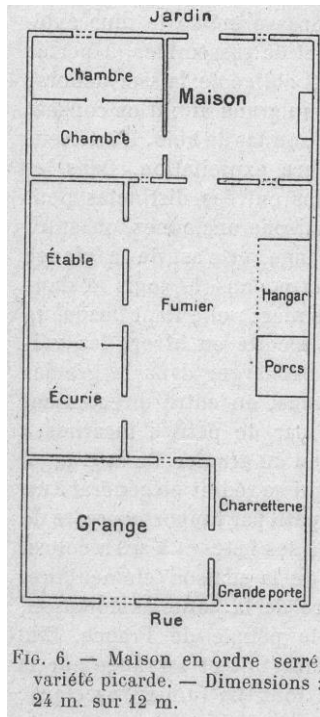 Jardin
Chambre
Maison
Chambre
Étable
Fumier
Hangar
Porcs
Écurie
Charretterie
Grange
Grande porte
Rue
FIG. 6. — Maison en ordre serré
variété picarde. — Dimensions :
24 m. sur 12 m.